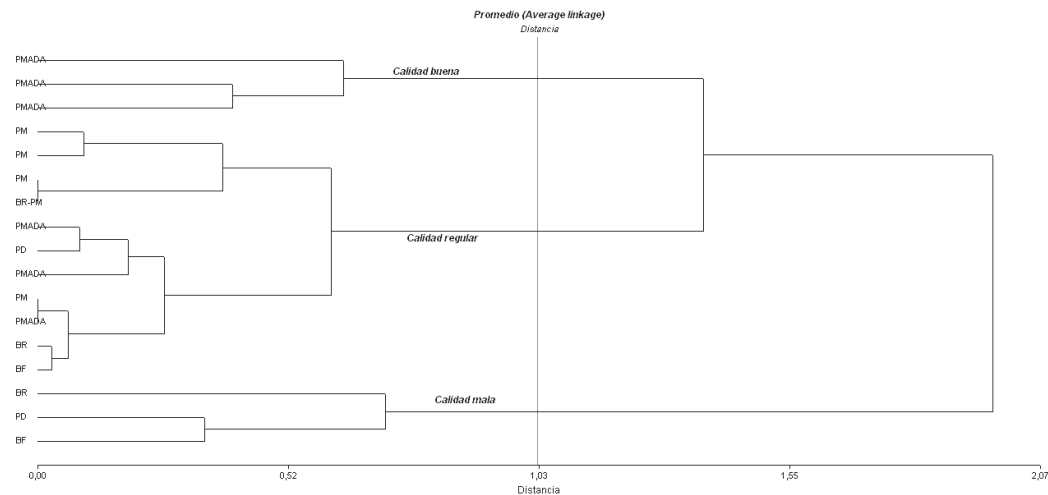 Promedio (Average linkage)
Distancia
PMADA
Calidad buena
PMADA
PMADA
PM
PM
PM
BR-PM
PMADA
Calidad regular
PD
PMADA
PM
PMADA
BR
BF
BR
Calidad mala
PD
BF
0,00 0,52 1,03 1,55 2,07
Distancia